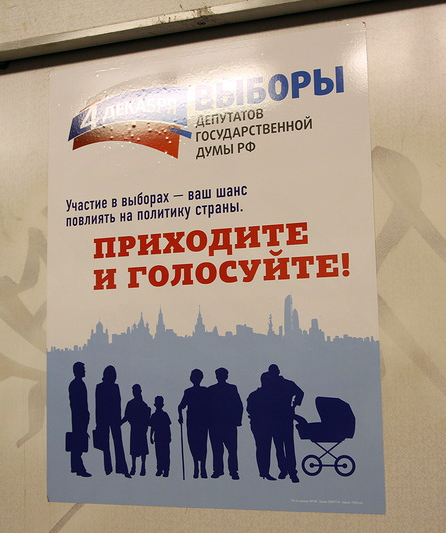 4 ДЕКАБРЯ
ВЫБОРЫ
ДЕПУТАТОВ
ГОСУДАРСТВЕННОЙ
ДУМЫ РФ
Участие в выборах — ваш шанс
повлиять на политику страны.
ПРИХОДИТЕ
И ГОЛОСУЙТЕ!